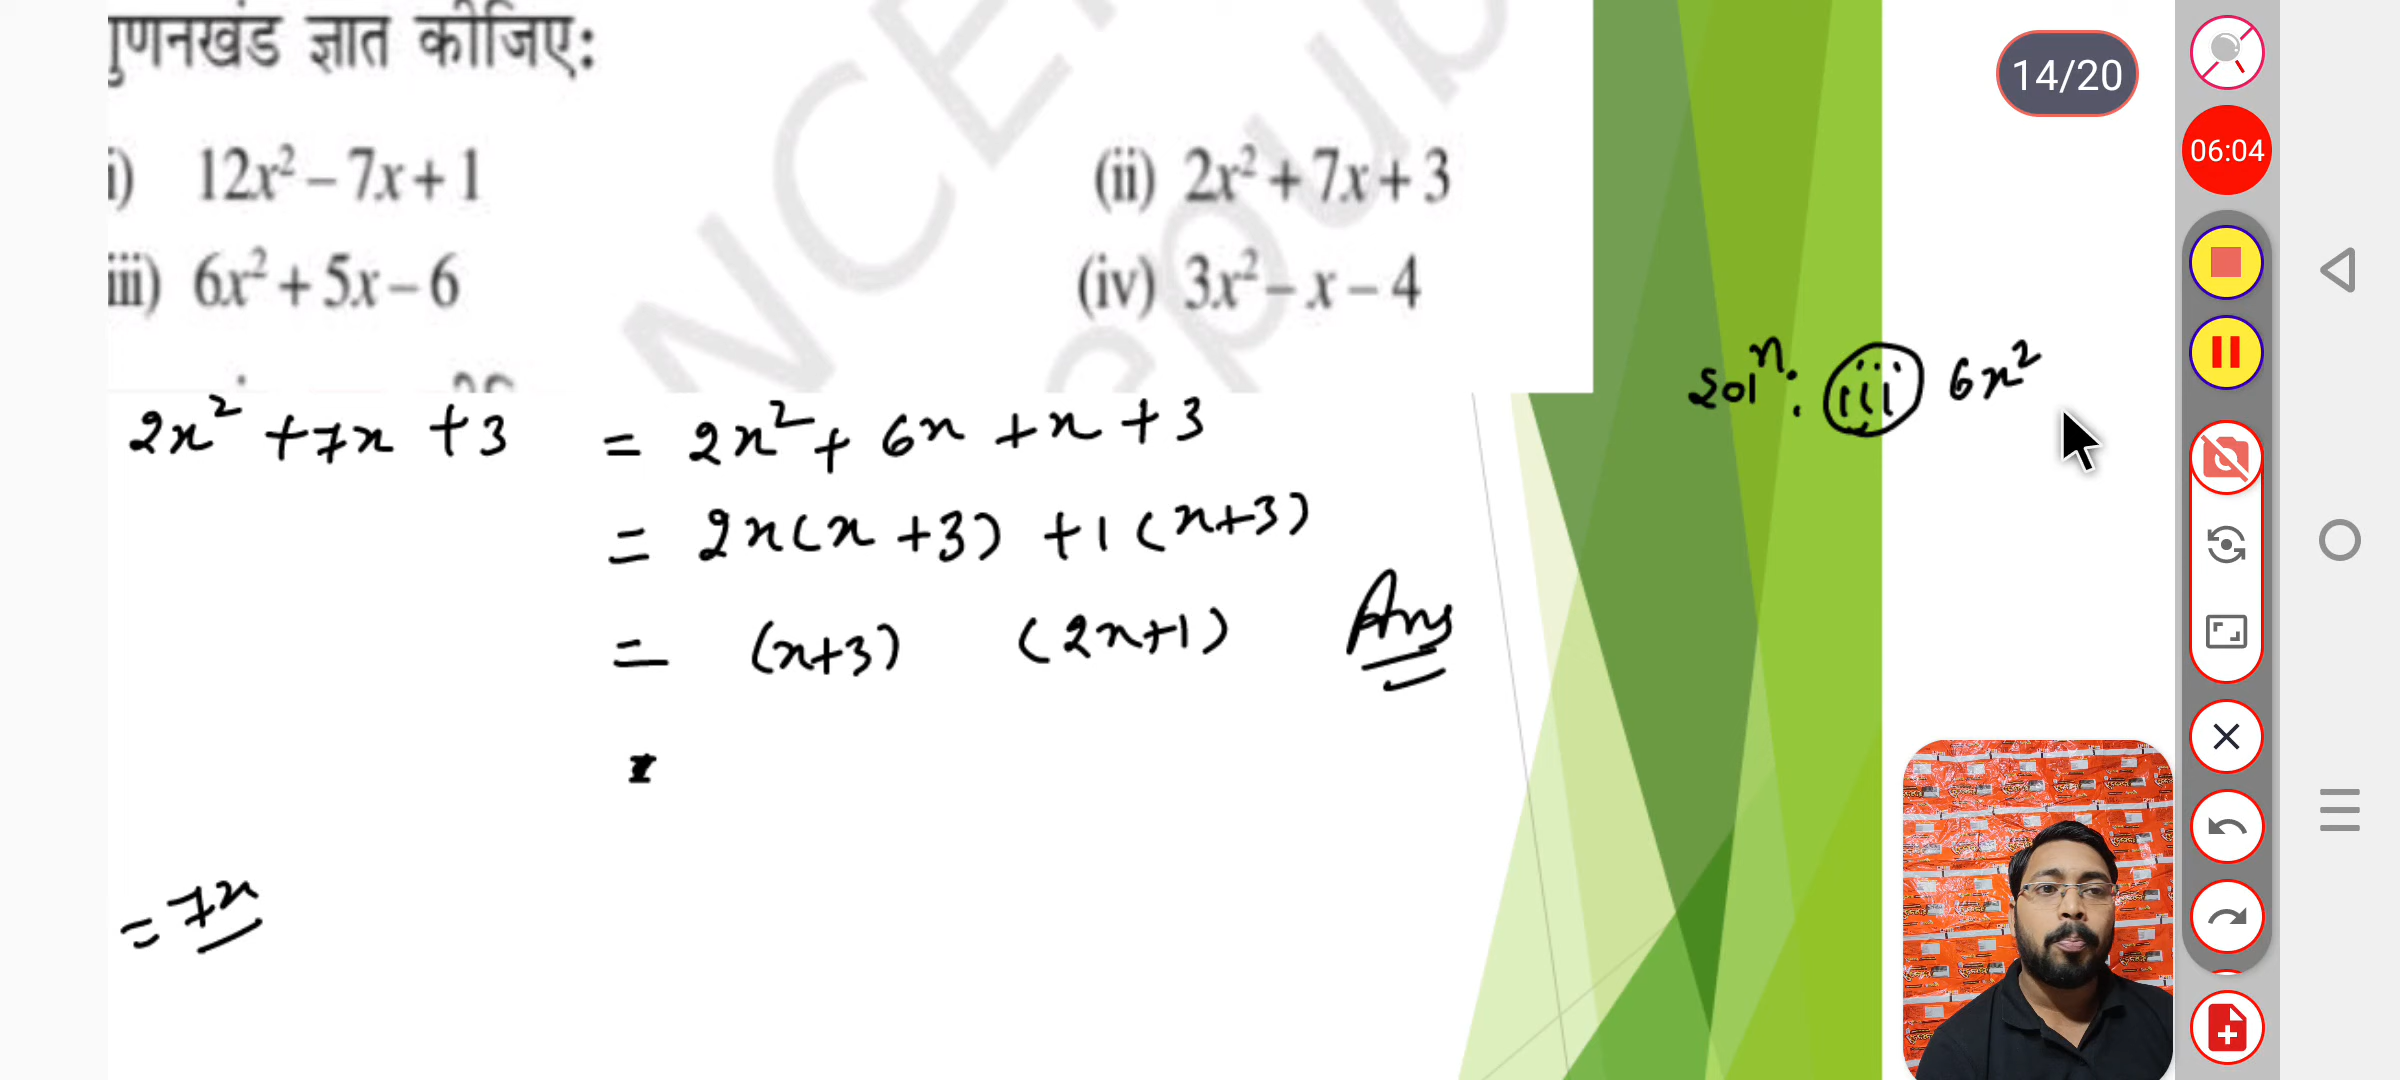 गुणनखंड ज्ञात कीजिए:
i) 12x² – 7x + 1 (ii) 2x² + 7x + 3
iii) 6x² + 5x – 6 (iv) 3x² – x – 4
2x² + 7x + 3 = 2x² + 6x + x + 3
= 2x(x + 3) + 1(x+3)
= (x+3) (2x+1) Ans
= 7x
Solⁿ: (iii) 6x²
14/20
06:04